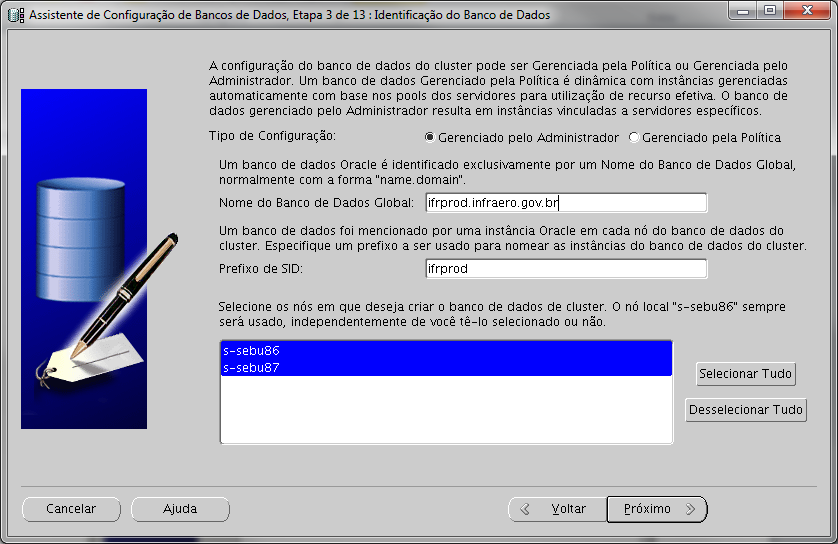 Assistente de Configuração de Bancos de Dados, Etapa 3 de 13 : Identificação do Banco de Dados
A configuração do banco de dados do cluster pode ser Gerenciada pela Política ou Gerenciada pelo
Administrador. Um banco de dados Gerenciado pela Política é dinâmica com instâncias gerenciadas
automaticamente com base nos pools dos servidores para utilização de recurso efetiva. O banco de
dados gerenciado pelo Administrador resulta em instâncias vinculadas a servidores específicos.
Tipo de Configuração: Gerenciado pelo Administrador Gerenciado pela Política
Um banco de dados Oracle é identificado exclusivamente por um Nome do Banco de Dados Global,
normalmente com a forma "name.domain".
Nome do Banco de Dados Global: ifrprod.infraero.gov.br
Um banco de dados foi mencionado por uma instância Oracle em cada nó do banco de dados do
cluster. Especifique um prefixo a ser usado para nomear as instâncias do banco de dados do cluster.
Prefixo de SID: ifrprod
Selecione os nós em que deseja criar o banco de dados de cluster. O nó local "s-sebu86" sempre
será usado, independentemente de você tê-lo selecionado ou não.
s-sebu86
s-sebu87
Selecionar Tudo
Desselecionar Tudo
Cancelar Ajuda Voltar Próximo